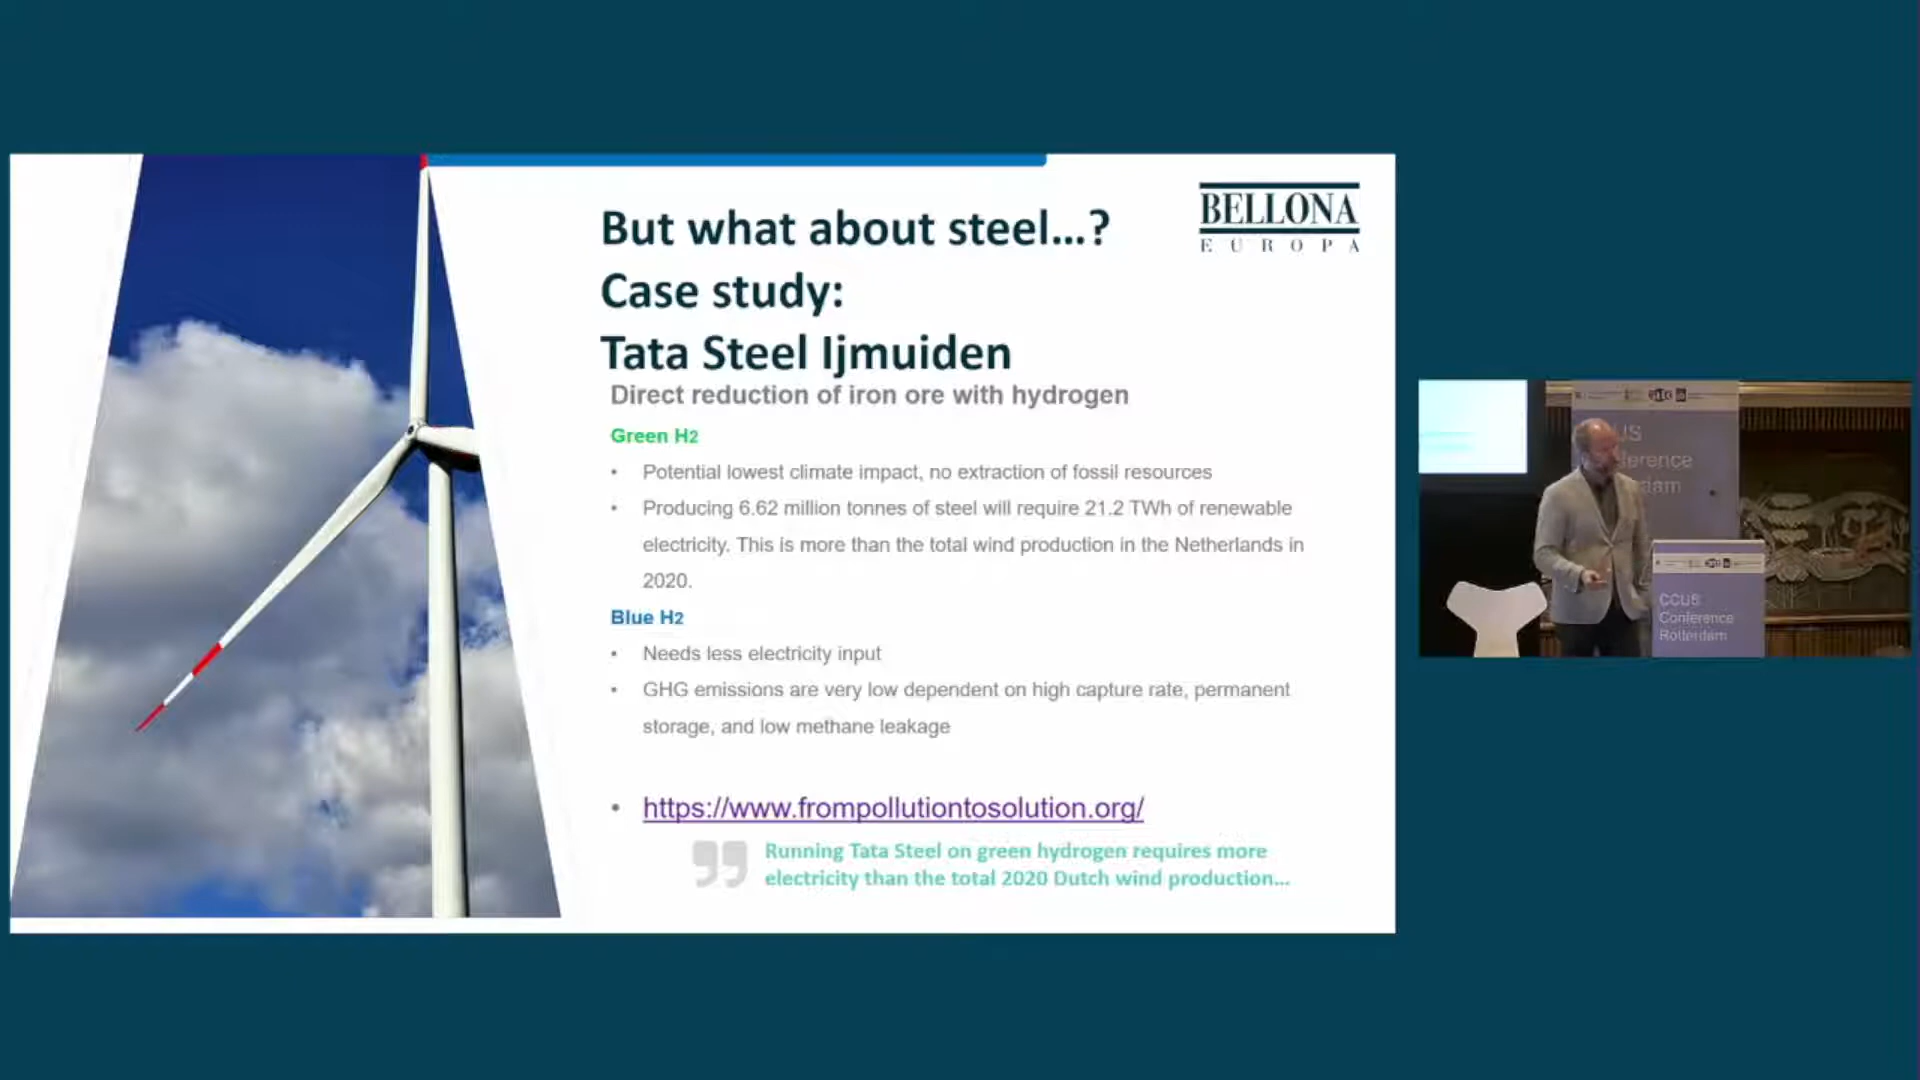 But what about steel...?
Case study:
Tata Steel Ijmuiden
BELLONA
EUROPA
Direct reduction of iron ore with hydrogen
Green H2
• Potential lowest climate impact, no extraction of fossil resources
• Producing 6.62 million tonnes of steel will require 21.2 TWh of renewable
electricity. This is more than the total wind production in the Netherlands in
2020.
Blue H2
• Needs less electricity input
• GHG emissions are very low dependent on high capture rate, permanent
storage, and low methane leakage
• https://www.frompollutiontosolution.org/
Running Tata Steel on green hydrogen requires more
electricity than the total 2020 Dutch wind production...
US
ference
dam
CCUS
Conference
Rotterdam